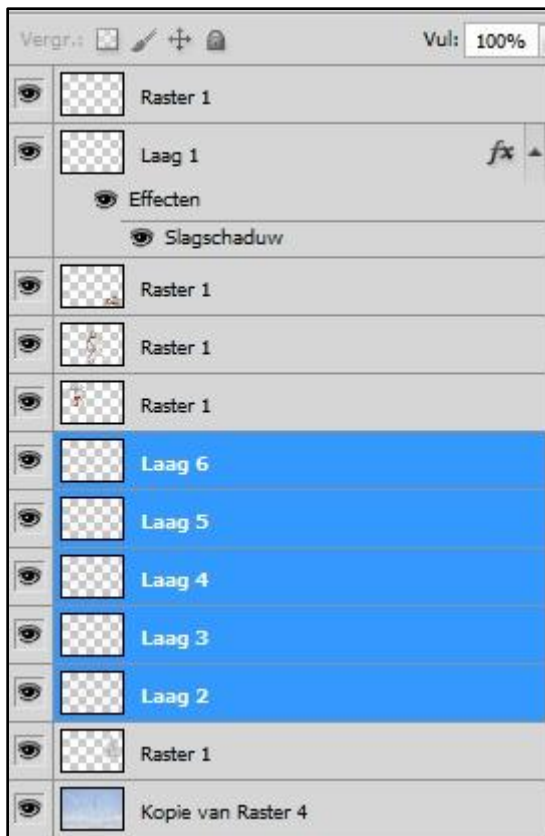 Vergr.: Vul: 100%
Raster 1
Laag 1 fx
Effecten
Slagschaduw
Raster 1
Raster 1
Raster 1
Laag 6
Laag 5
Laag 4
Laag 3
Laag 2
Raster 1
Kopie van Raster 4